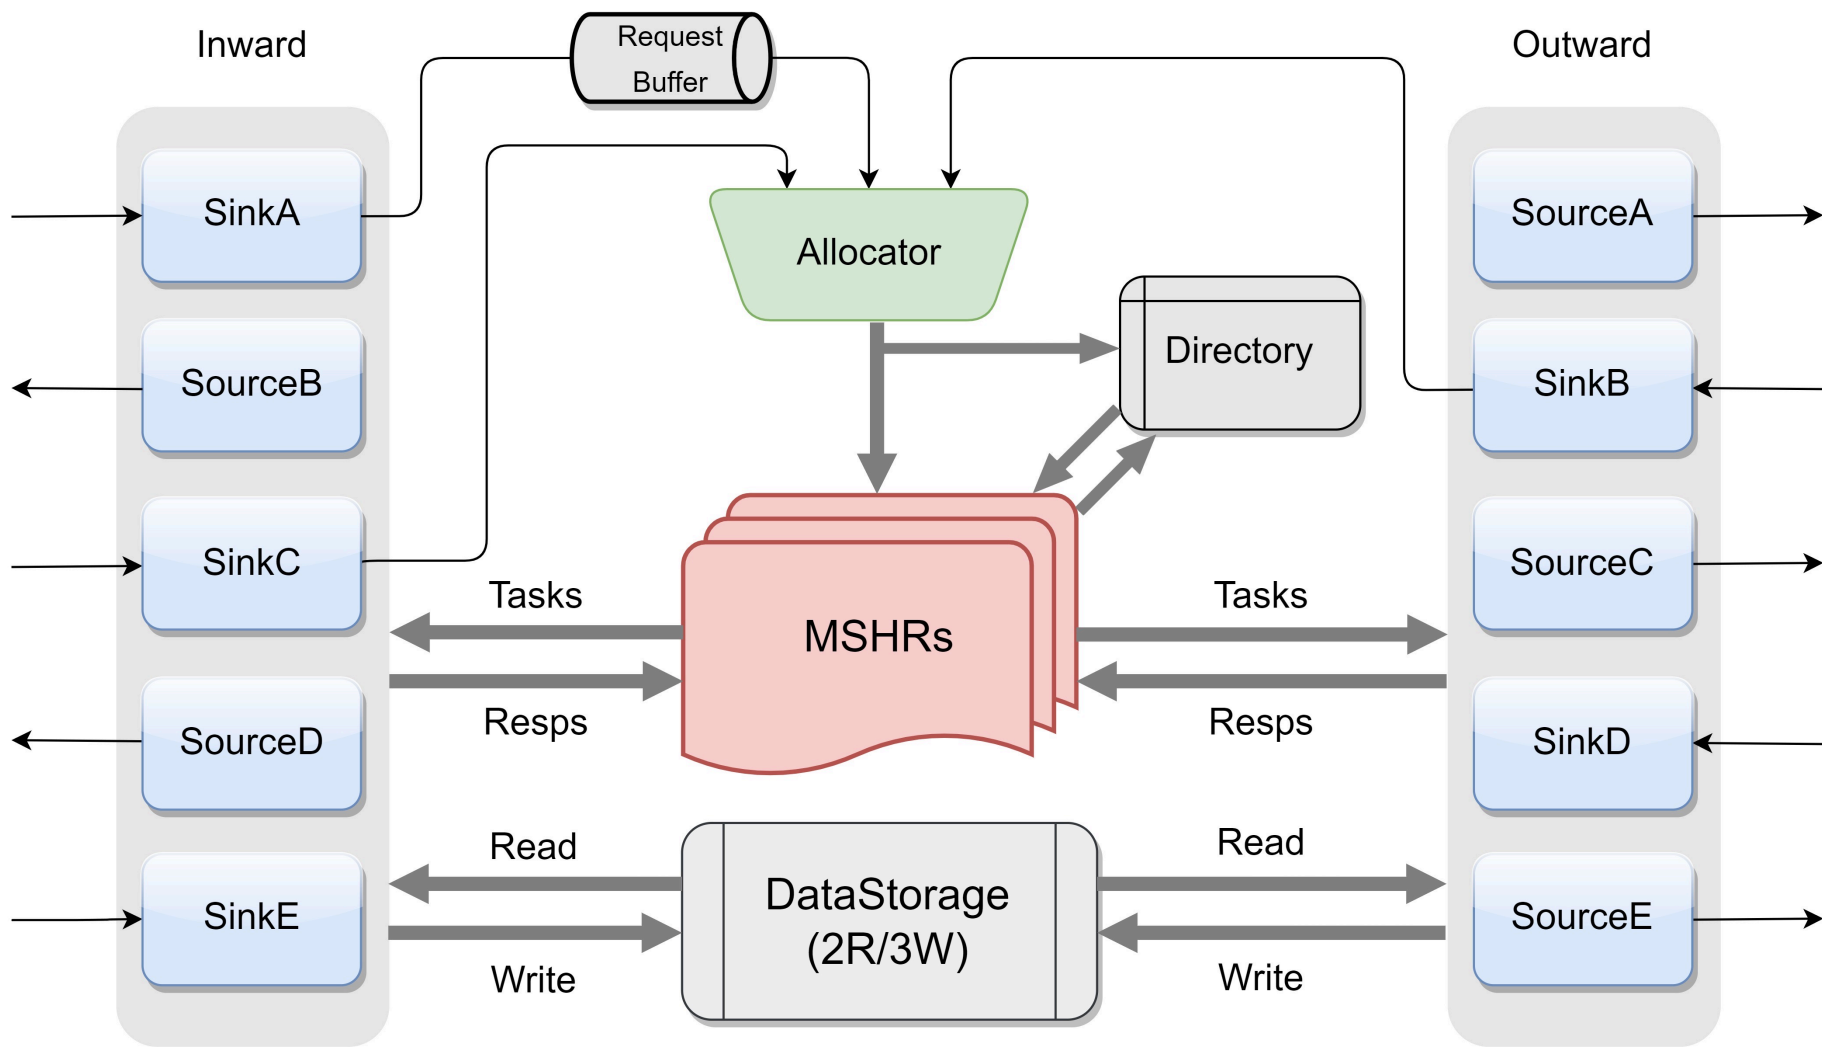 Inward
Request
Buffer
Outward
SinkA
Allocator
SourceA
SourceB
Directory
SinkB
SinkC
Tasks
MSHRs
Tasks
SourceC
Resps
Resps
SourceD
SinkD
Read
DataStorage
(2R/3W)
Read
SinkE
SourceE
Write
Write